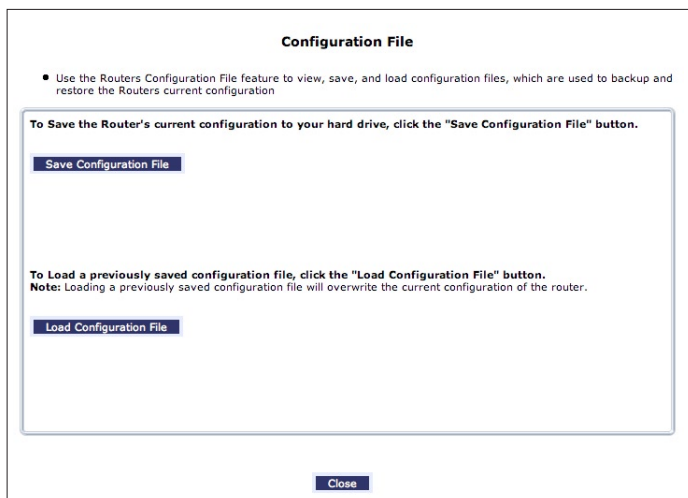 Configuration File
Use the Routers Configuration File feature to view, save, and load configuration files, which are used to backup and
restore the Routers current configuration
To Save the Router's current configuration to your hard drive, click the "Save Configuration File" button.
Save Configuration File
To Load a previously saved configuration file, click the "Load Configuration File" button.
Note: Loading a previously saved configuration file will overwrite the current configuration of the router.
Load Configuration File
Close